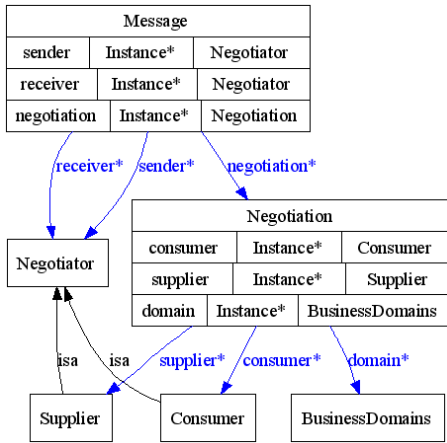 Message
sender Instance* Negotiator
receiver Instance* Negotiator
negotiation Instance* Negotiation
receiver* sender* negotiation*
Negotiation
consumer Instance* Consumer
supplier Instance* Supplier
domain Instance* BusinessDomains
Negotiator
isa isa supplier* consumer* domain*
Supplier Consumer BusinessDomains